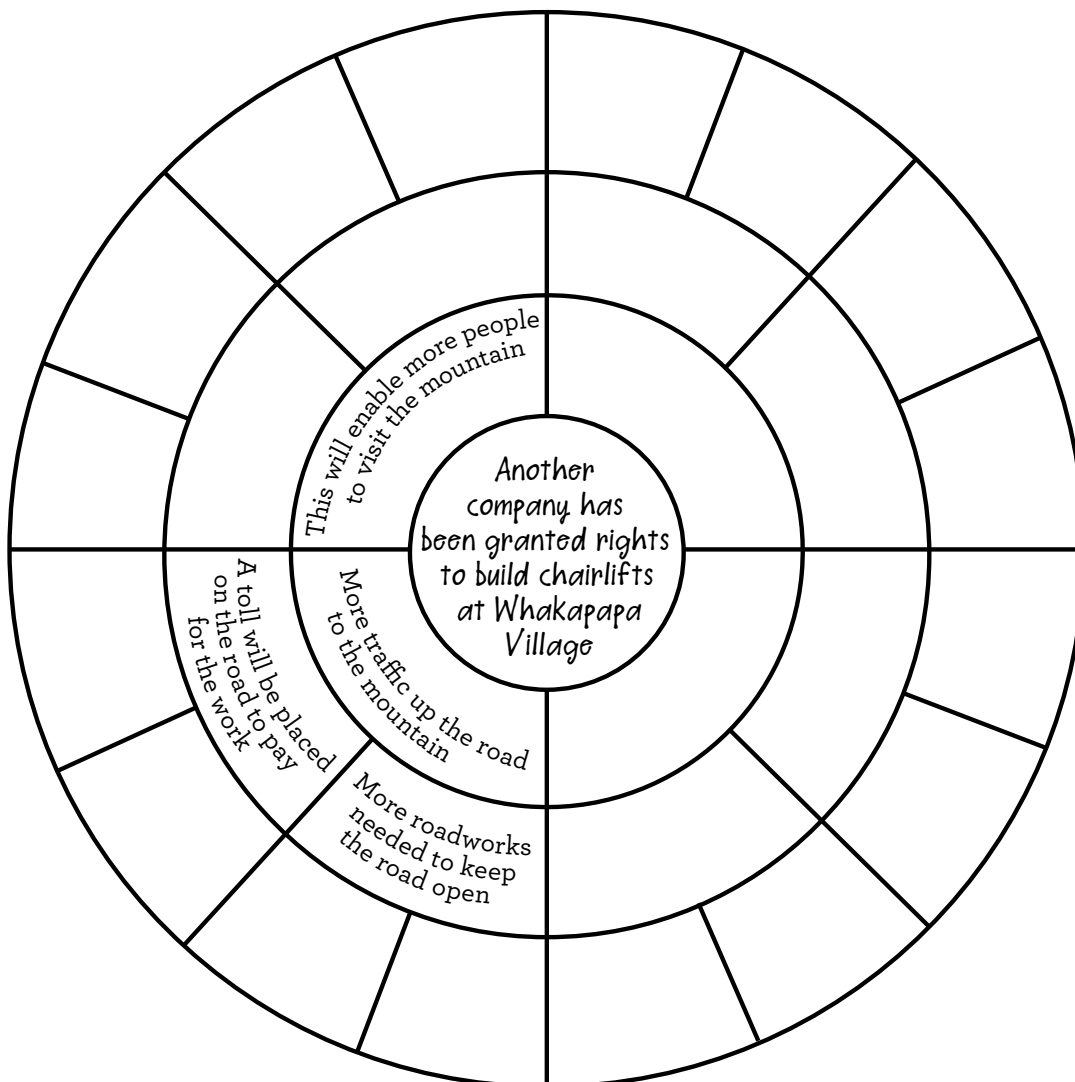 This will enable more people
to visit the mountain
Another
company has
been granted rights
to build chairlifts
at Whakapapa
Village
More traffic up the road
to the mountain
A toll will be placed
on the road to pay
for the work
More roadworks
needed to keep
the road open